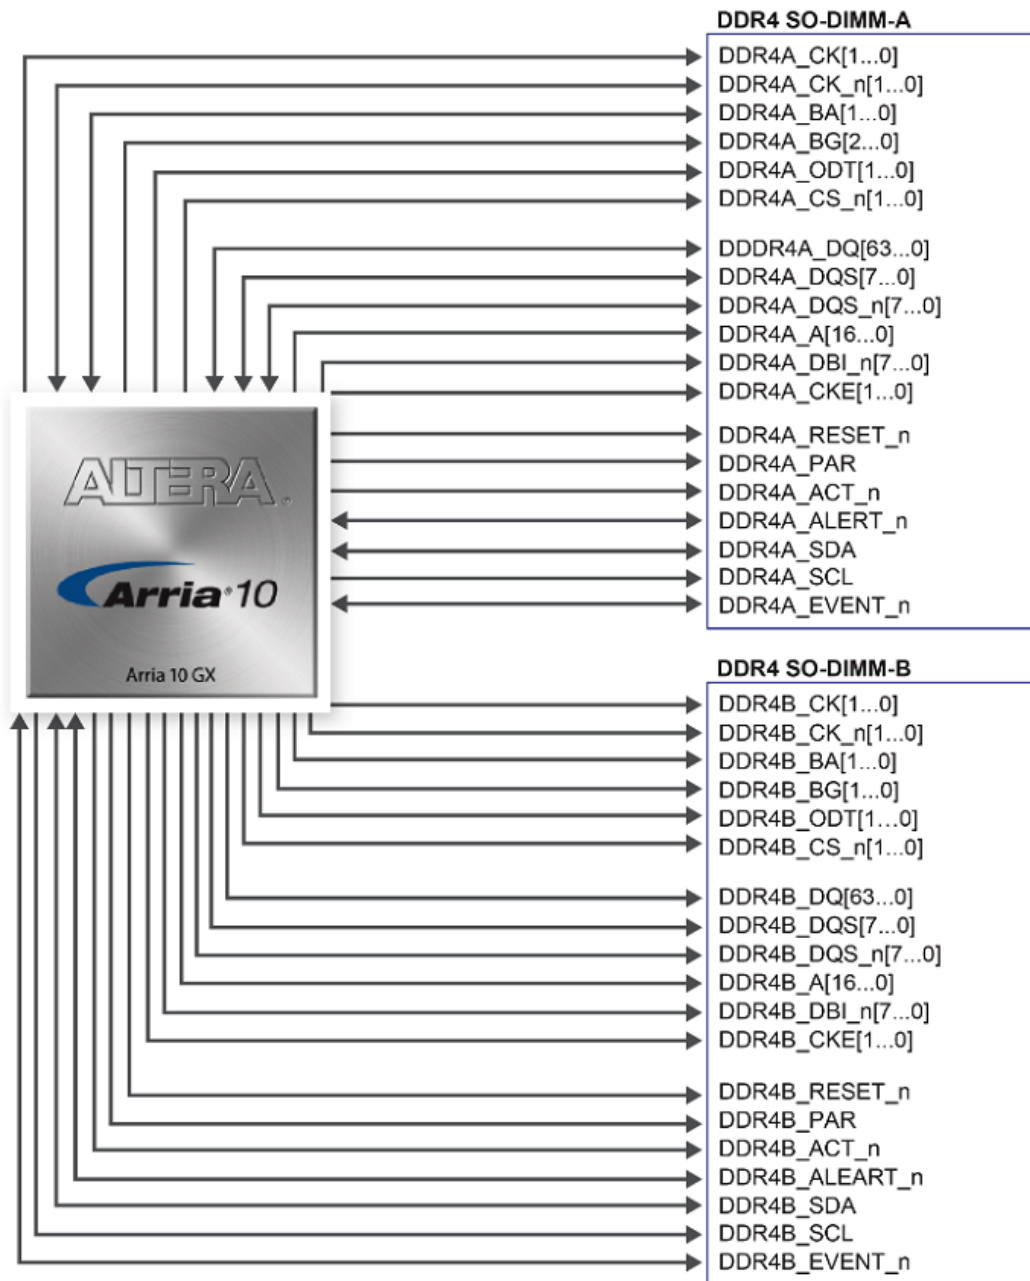 DDR4 SO-DIMM-A
DDR4A_CK[1...0]
DDR4A_CK_n[1...0]
DDR4A_BA[1...0]
DDR4A_BG[2...0]
DDR4A_ODT[1...0]
DDR4A_CS_n[1...0]
DDDR4A_DQ[63...0]
DDR4A_DQS[7...0]
DDR4A_DQS_n[7...0]
DDR4A_A[16...0]
DDR4A_DBI_n[7...0]
DDR4A_CKE[1...0]
DDR4A_RESET_n
DDR4A_PAR
DDR4A_ACT_n
DDR4A_ALERT_n
DDR4A_SDA
DDR4A_SCL
DDR4A_EVENT_n
ALTERA®
Arria® 10
Arria 10 GX
DDR4 SO-DIMM-B
DDR4B_CK[1...0]
DDR4B_CK_n[1...0]
DDR4B_BA[1...0]
DDR4B_BG[1...0]
DDR4B_ODT[1...0]
DDR4B_CS_n[1...0]
DDR4B_DQ[63...0]
DDR4B_DQS[7...0]
DDR4B_DQS_n[7...0]
DDR4B_A[16...0]
DDR4B_DBI_n[7...0]
DDR4B_CKE[1...0]
DDR4B_RESET_n
DDR4B_PAR
DDR4B_ACT_n
DDR4B_ALEART_n
DDR4B_SDA
DDR4B_SCL
DDR4B_EVENT_n